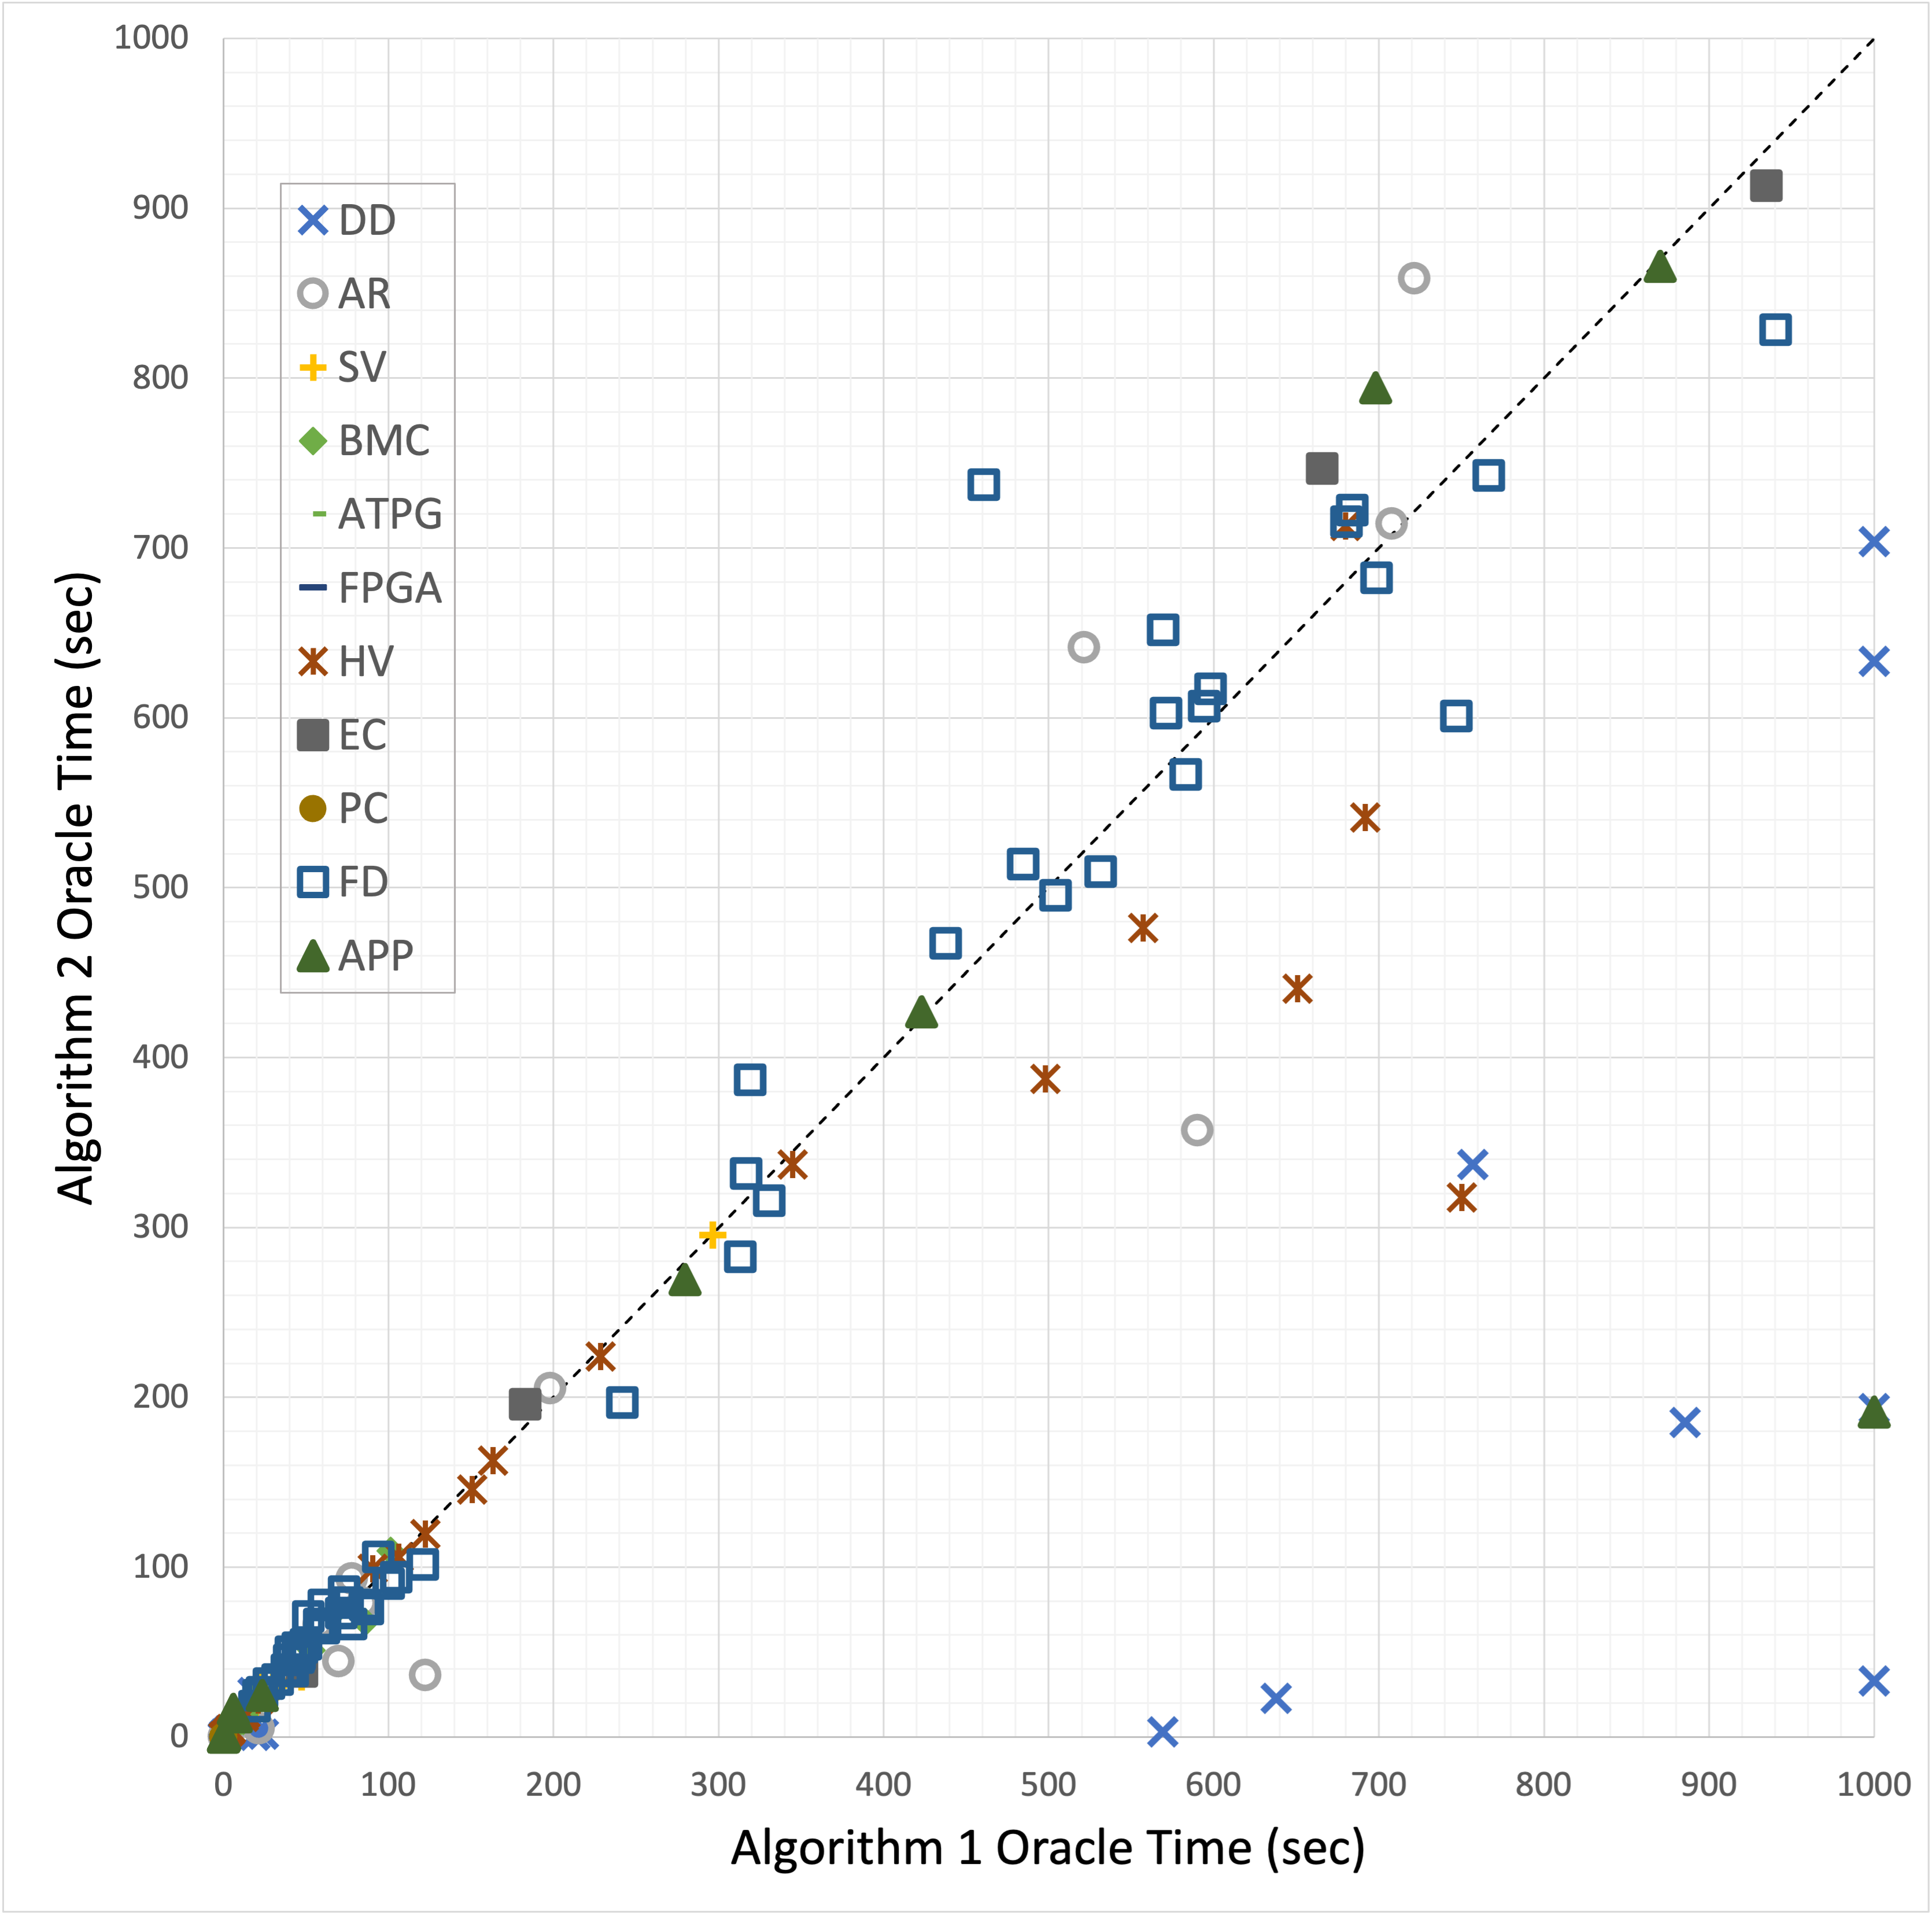 1000
900
800
700
600
500
400
300
200
100
0
Algorithm 2 Oracle Time (sec)
DD
AR
SV
BMC
ATPG
FPGA
HV
EC
PC
FD
APP
0 100 200 300 400 500 600 700 800 900 1000
Algorithm 1 Oracle Time (sec)